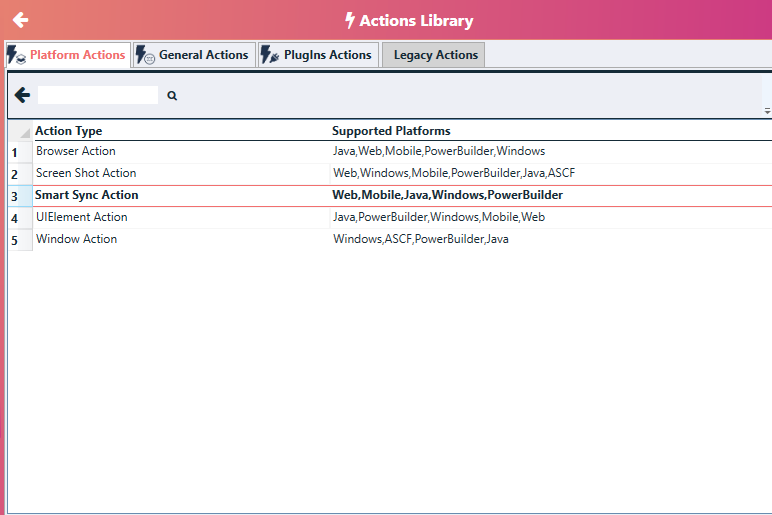 Actions Library
Platform Actions General Actions PlugIns Actions Legacy Actions
Action Type Supported Platforms
1 Browser Action Java,Web,Mobile,PowerBuilder,Windows
2 Screen Shot Action Web,Windows,Mobile,PowerBuilder,Java,ASCF
3 Smart Sync Action Web,Mobile,Java,Windows,PowerBuilder
4 UIElement Action Java,PowerBuilder,Windows,Mobile,Web
5 Window Action Windows,ASCF,PowerBuilder,Java